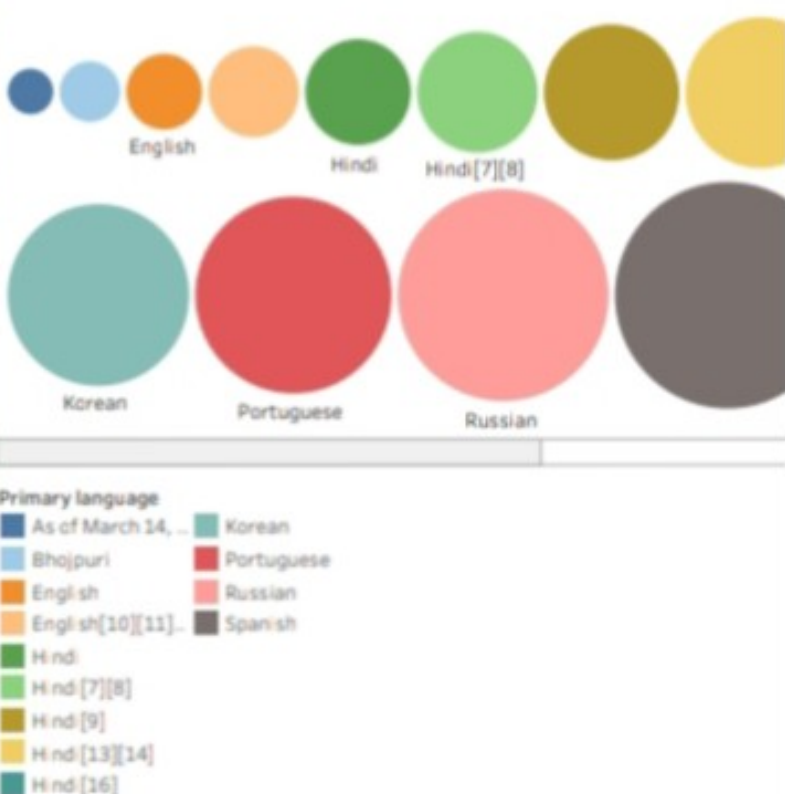 English
Hindi
Hindi[7][8]
Korean
Portuguese
Russian
Primary language
As of March 14, ...
Korean
Bhojpuri
Portuguese
English
Russian
English[10][11]...
Spanish
Hindi
Hindi[7][8]
Hindi[9]
Hindi[13][14]
Hindi[16]